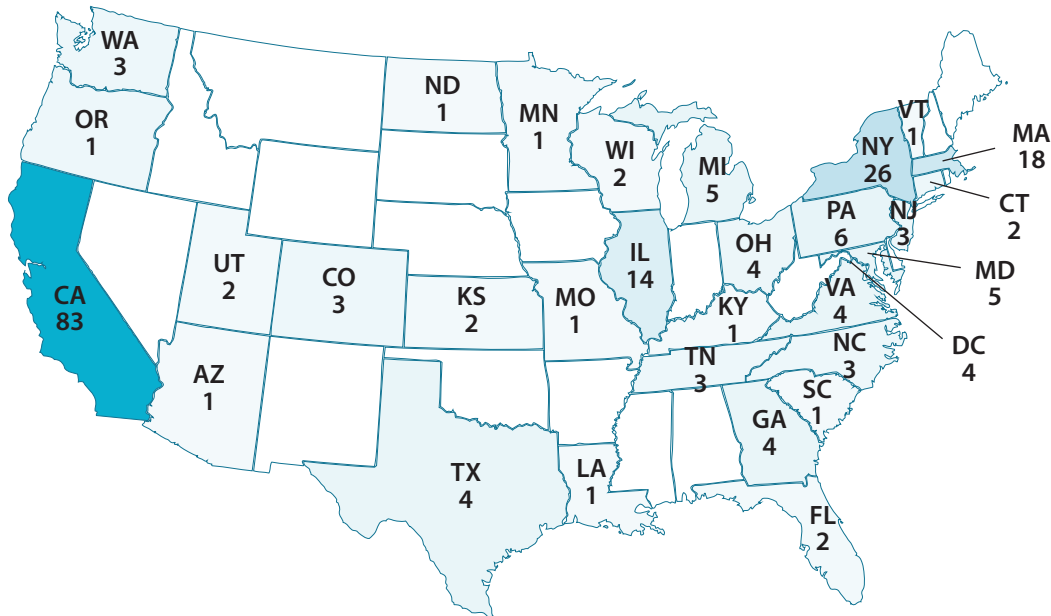 WA
3
ND
1
MN
1
OR
1
VT
1
MA
18
NY
26
WI
2
MI
5
CT
2
PA
6
NJ
3
OH
4
IL
14
MD
5
UT
2
CO
3
CA
83
KS
2
MO
1
VA
4
KY
1
NC
3
DC
4
TN
3
AZ
1
SC
1
GA
4
TX
4
LA
1
FL
2